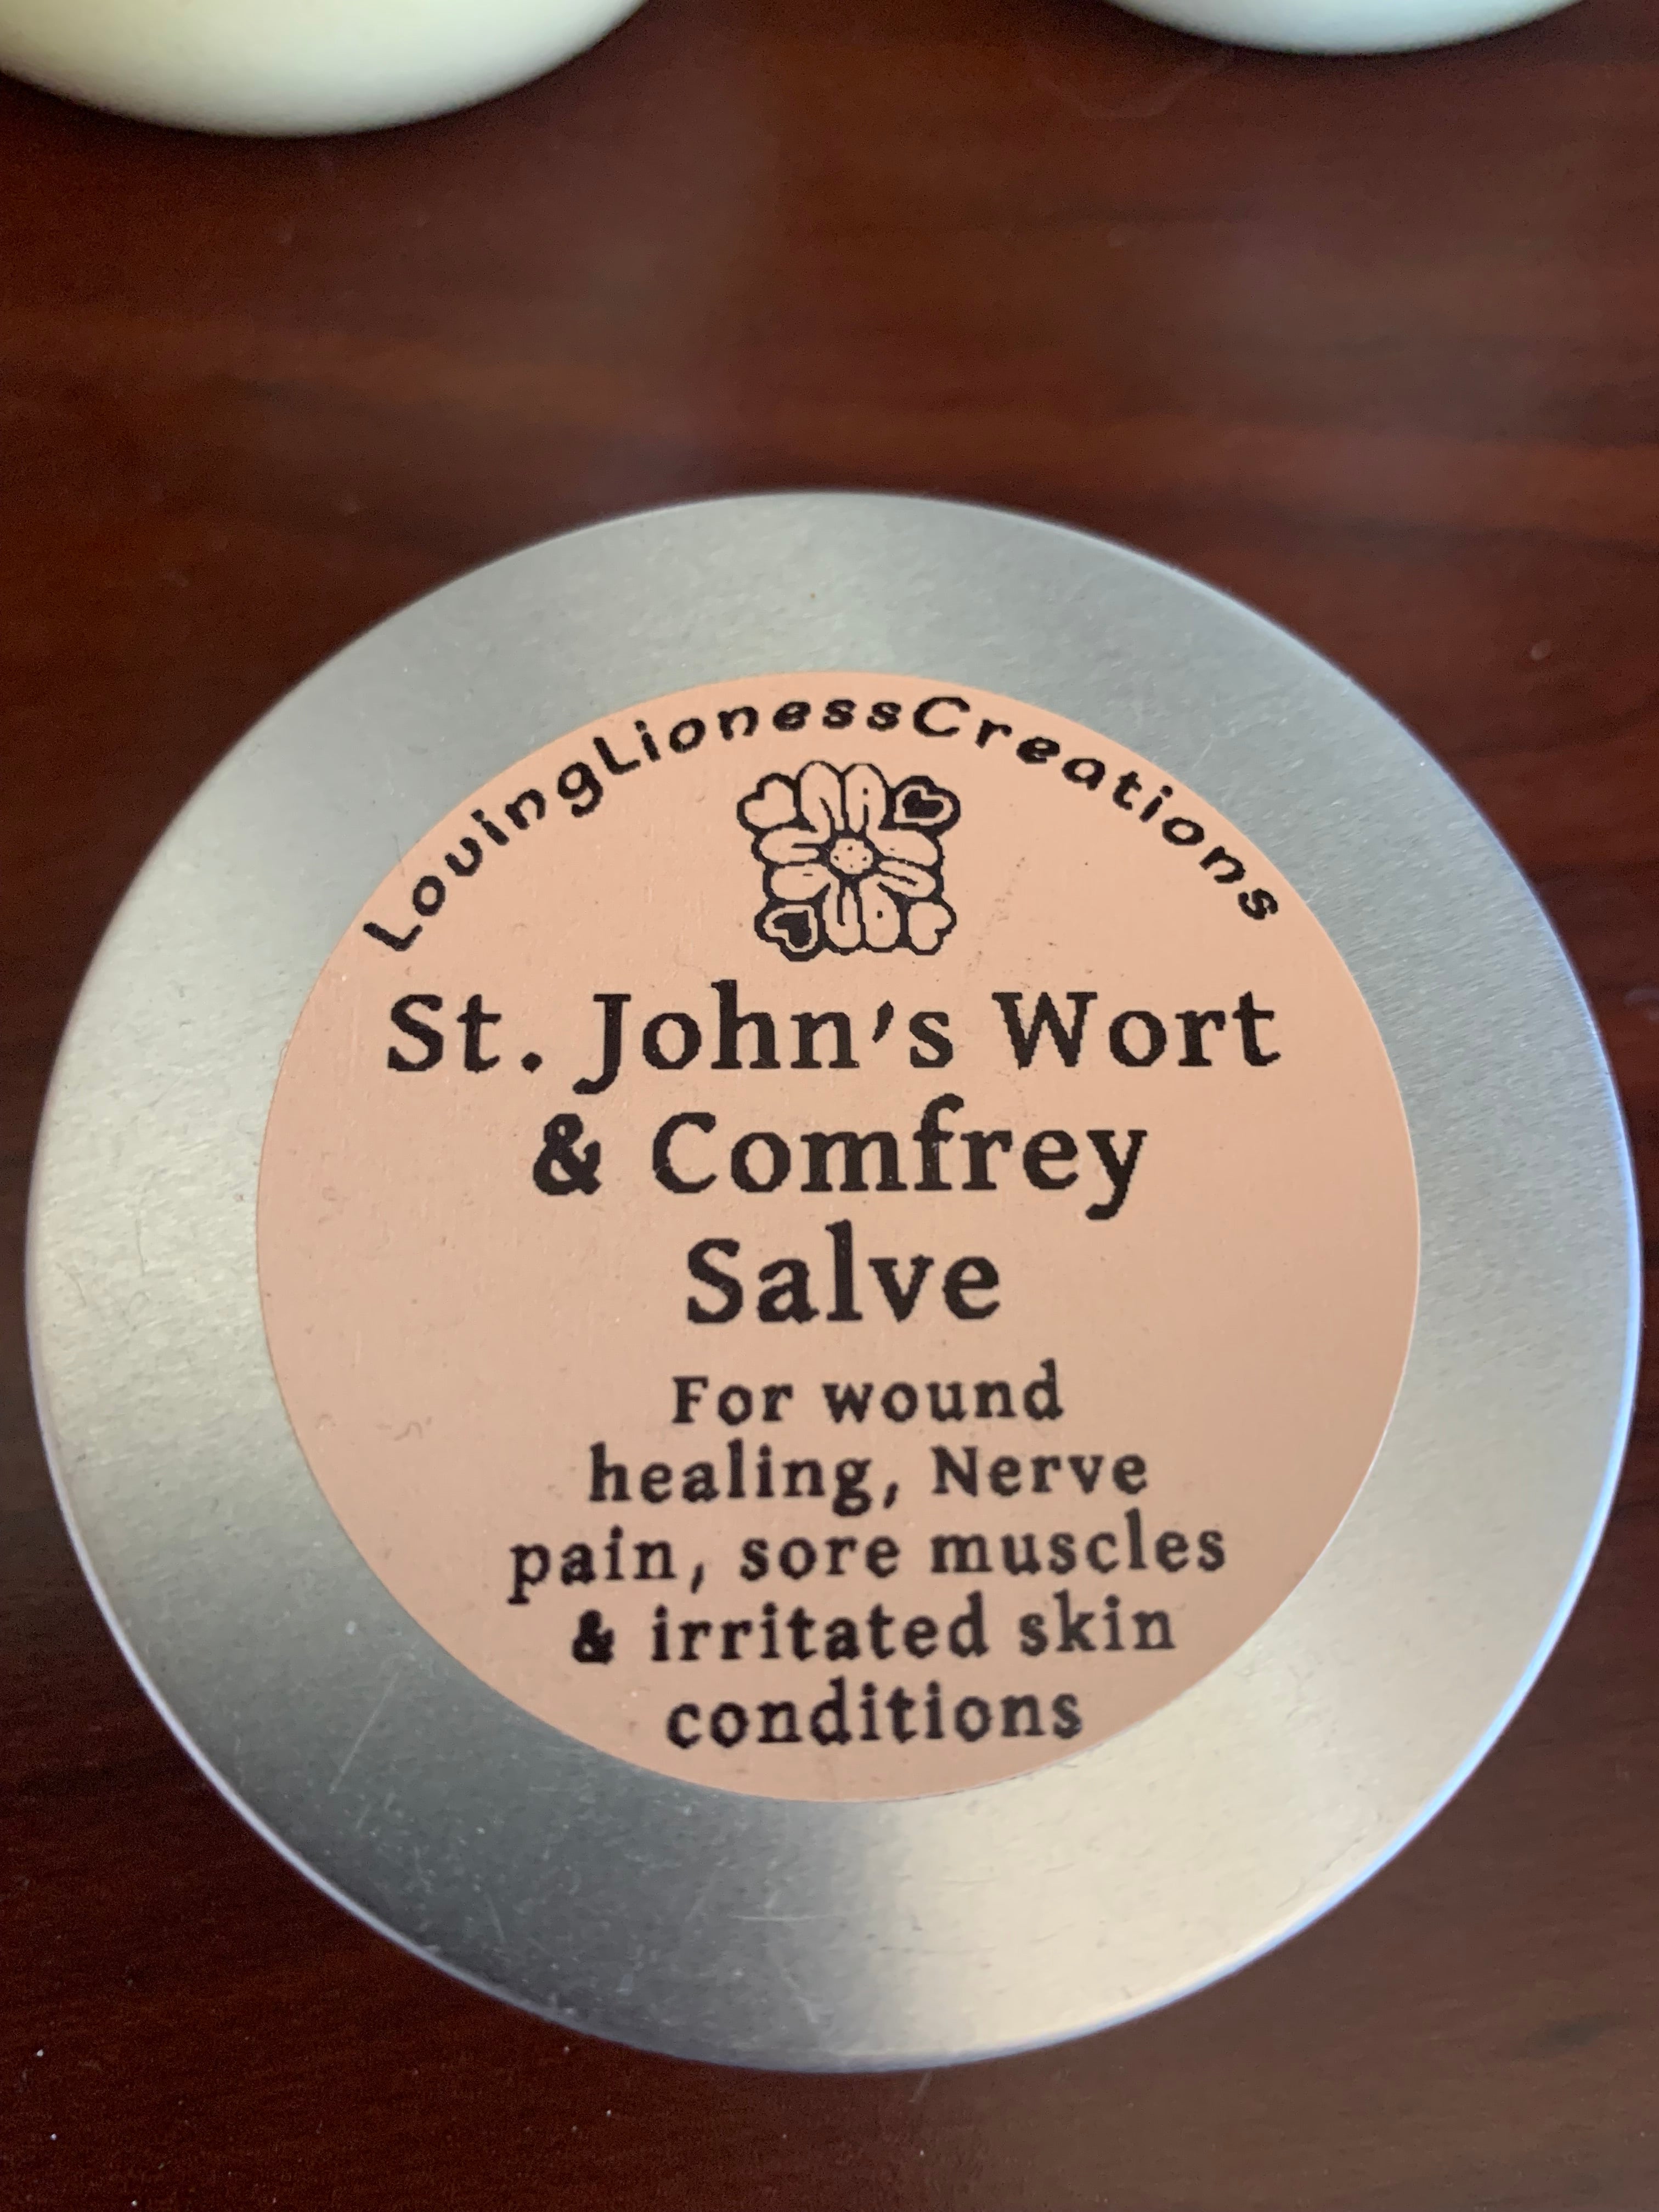 LovingLionessCreations
St. John's Wort
& Comfrey
Salve
For wound
healing, Nerve
pain, sore muscles
& irritated skin
conditions